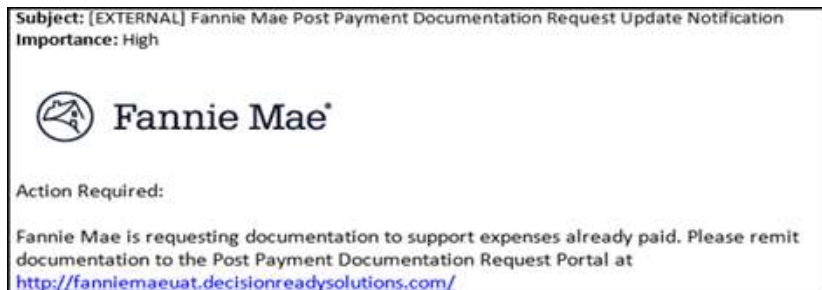 Subject: [EXTERNAL] Fannie Mae Post Payment Documentation Request Update Notification
Importance: High
Fannie Mae®
Action Required:
Fannie Mae is requesting documentation to support expenses already paid. Please remit
documentation to the Post Payment Documentation Request Portal at
http://fanniemaeuat.decisionreadysolutions.com/